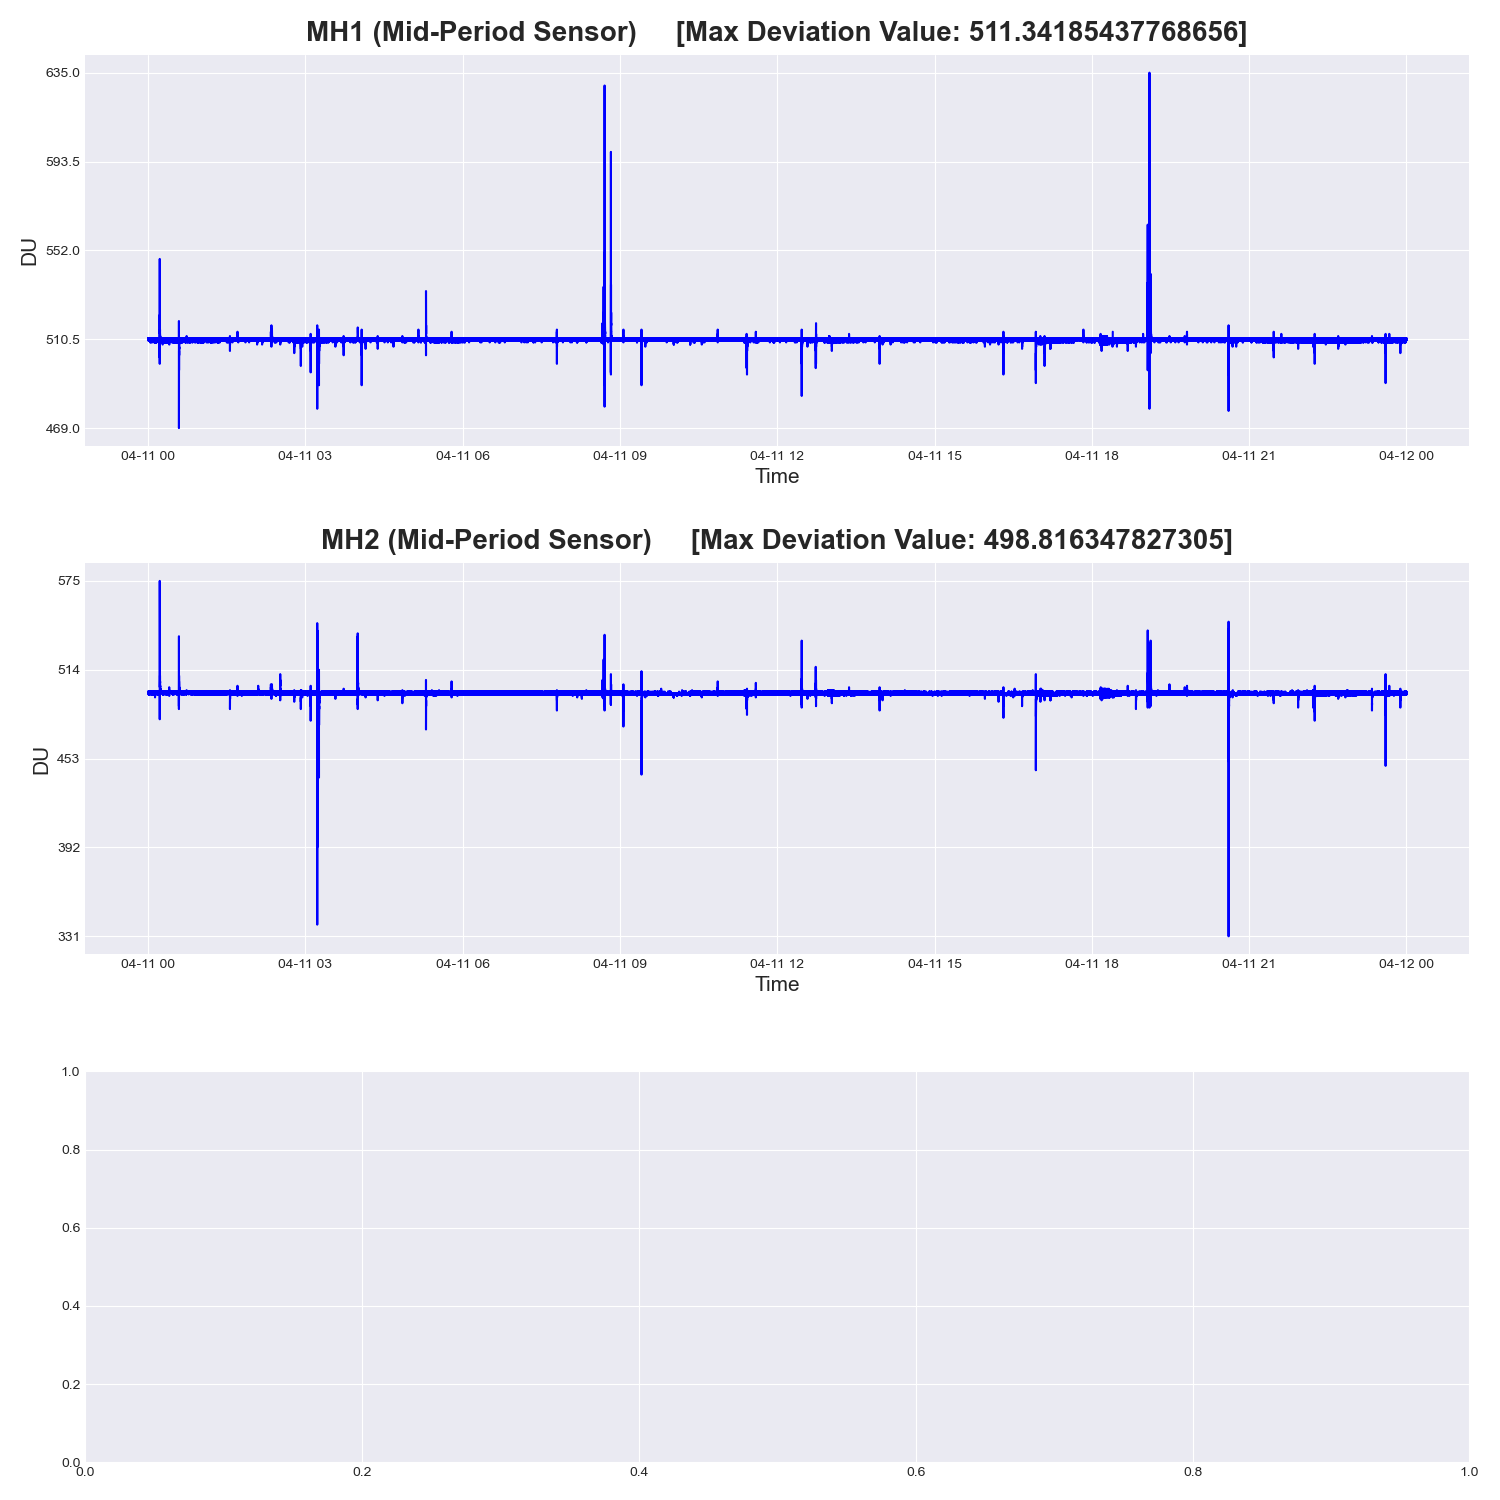 MH1 (Mid-Period Sensor) [Max Deviation Value: 511.34185437768656]
635.0
593.5
552.0
510.5
469.0
DU
04-11 00 04-11 03 04-11 06 04-11 09 04-11 12 04-11 15 04-11 18 04-11 21 04-12 00
Time
MH2 (Mid-Period Sensor) [Max Deviation Value: 498.816347827305]
575
514
453
392
331
DU
04-11 00 04-11 03 04-11 06 04-11 09 04-11 12 04-11 15 04-11 18 04-11 21 04-12 00
Time
1.0
0.8
0.6
0.4
0.2
0.0
0.0 0.2 0.4 0.6 0.8 1.0